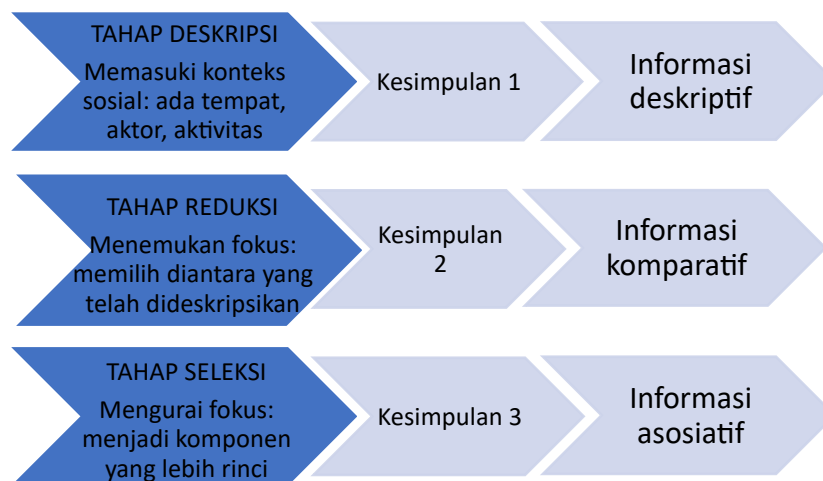 TAHAP DESKRIPSI
Memasuki konteks
sosial: ada tempat,
aktor, aktivitas
Kesimpulan 1
Informasi
deskriptif
TAHAP REDUKSI
Menemukan fokus:
memilih diantara yang
telah dideskripsikan
Kesimpulan
2
Informasi
komparatif
TAHAP SELEKSI
Mengurai fokus:
menjadi komponen
yang lebih rinci
Kesimpulan 3
Informasi
asosiatif